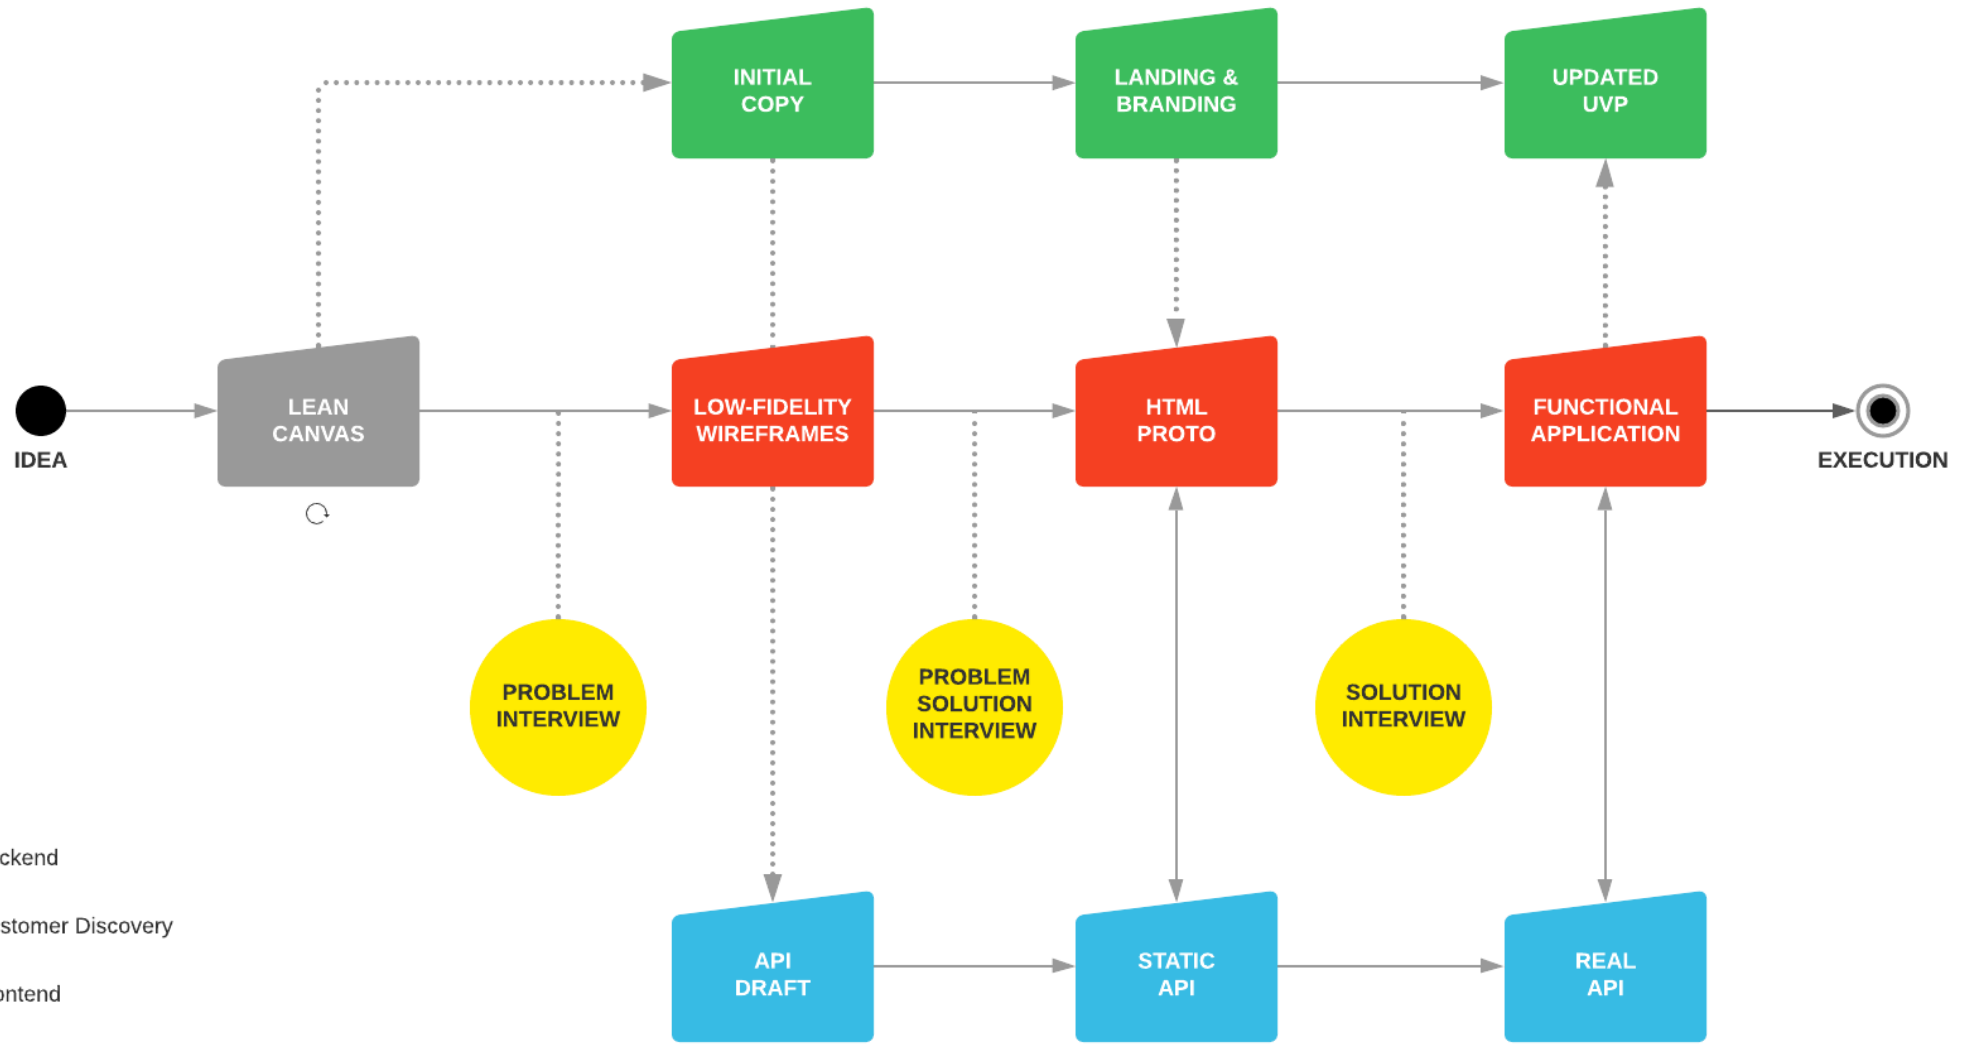 INITIAL
COPY
LANDING &
BRANDING
UPDATED
UVP
IDEA
LEAN
CANVAS
LOW-FIDELITY
WIREFRAMES
HTML
PROTO
FUNCTIONAL
APPLICATION
EXECUTION
PROBLEM
INTERVIEW
PROBLEM
SOLUTION
INTERVIEW
SOLUTION
INTERVIEW
ckend
stomer Discovery
ontend
API
DRAFT
STATIC
API
REAL
API